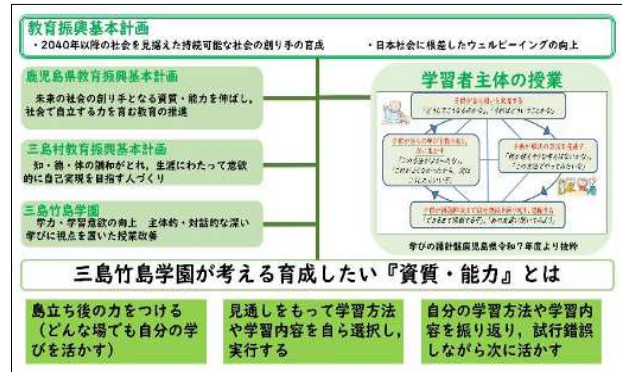 教育振興基本計画
・2040年以降の社会を見据えた持続可能な社会の創り手の育成
・日本社会に根差したウェルビーイングの向上
鹿児島県教育振興基本計画
未来の社会の創り手となる資質・能力を伸ばし,
社会で自立する力を育む教育の推進
三島村教育振興基本計画
知・徳・体の調和がとれ,生涯にわたって意欲
的に自己実現を目指す人づくり
三島竹島学園
学力・学習意欲の向上 主体的・対話的な深い
学びに視点を置いた授業改善
学習者主体の授業
学びの羅針盤鹿児島県令和7年度より抜粋
三島竹島学園が考える育成したい『資質・能力』とは
島立ち後の力をつける
(どんな場でも自分の学
びを活かす)
見通しをもって学習方法
や学習内容を自ら選択し,
実行する
自分の学習方法や学習内
容を振り返り,試行錯誤
しながら次に活かす